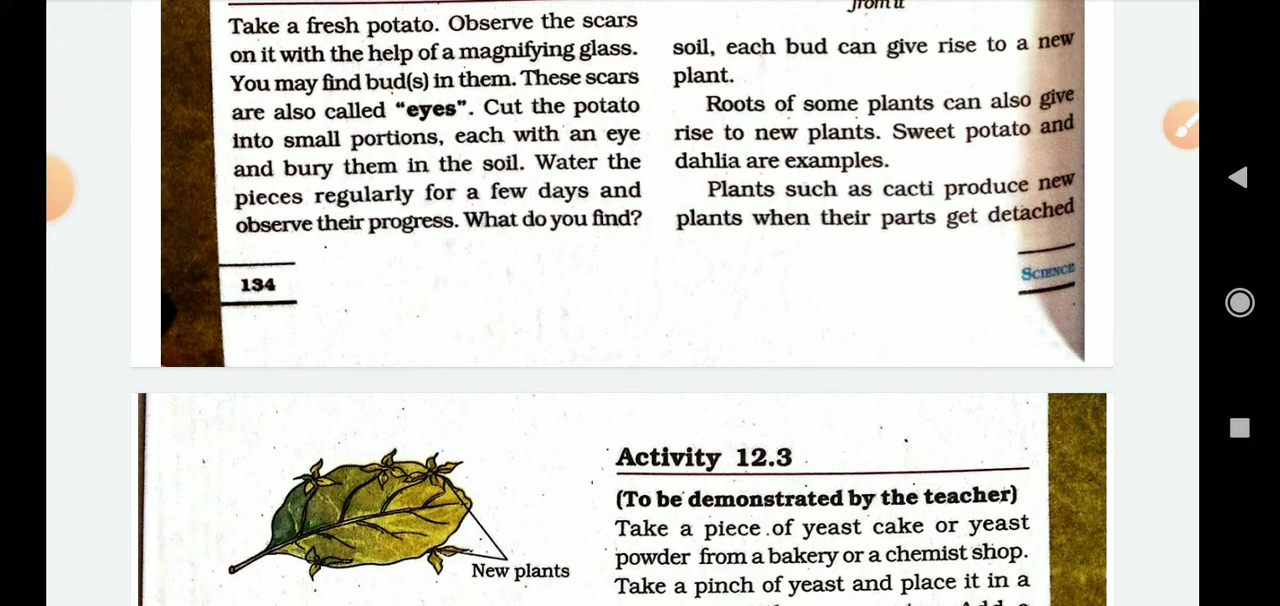 Take a fresh potato. Observe the scars
on it with the help of a magnifying glass.
You may find bud(s) in them. These scars
are also called "eyes". Cut the potato
into small portions, each with an eye
and bury them in the soil. Water the
pieces regularly for a few days and
observe their progress. What do you find?
134
from it
soil, each bud can give rise to a new
plant.
Roots of some plants can also give
rise to new plants. Sweet potato and
dahlia are examples.
Plants such as cacti produce new
plants when their parts get detached
SCIENCE
New plants
Activity 12.3
(To be demonstrated by the teacher)
Take a piece of yeast cake or yeast
powder from a bakery or a chemist shop.
Take a pinch of yeast and place it in a